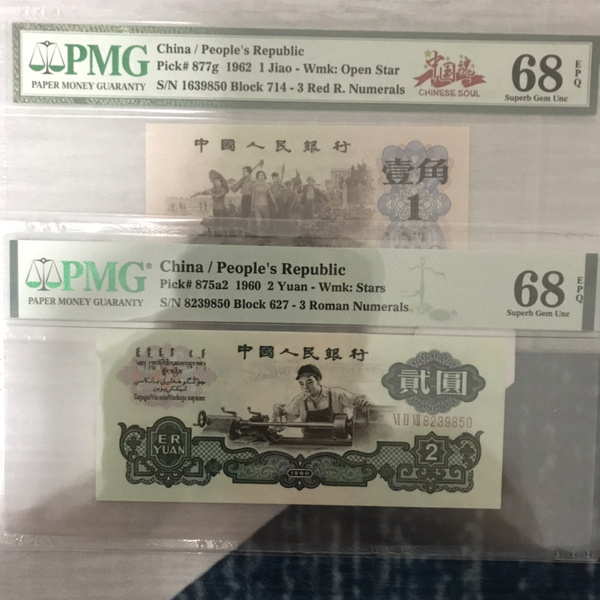 PMG
PAPER MONEY GUARANTY
China / People's Republic
Pick# 877g 1962 1 Jiao - Wmk: Open Star
S/N 1639850 Block 714 - 3 Red R. Numerals
中国魂
CHINESE SOUL
68
EPQ
Superb Gem Unc
中國人民銀行
壹角
1
PMG
PAPER MONEY GUARANTY
China / People's Republic
Pick# 875a2 1960 2 Yuan - Wmk: Stars
S/N 8239850 Block 627 - 3 Roman Numerals
68
EPQ
Superb Gem Unc
中國人民銀行
貳圓
VI II VII 8239850
ER
YUAN
1960
2